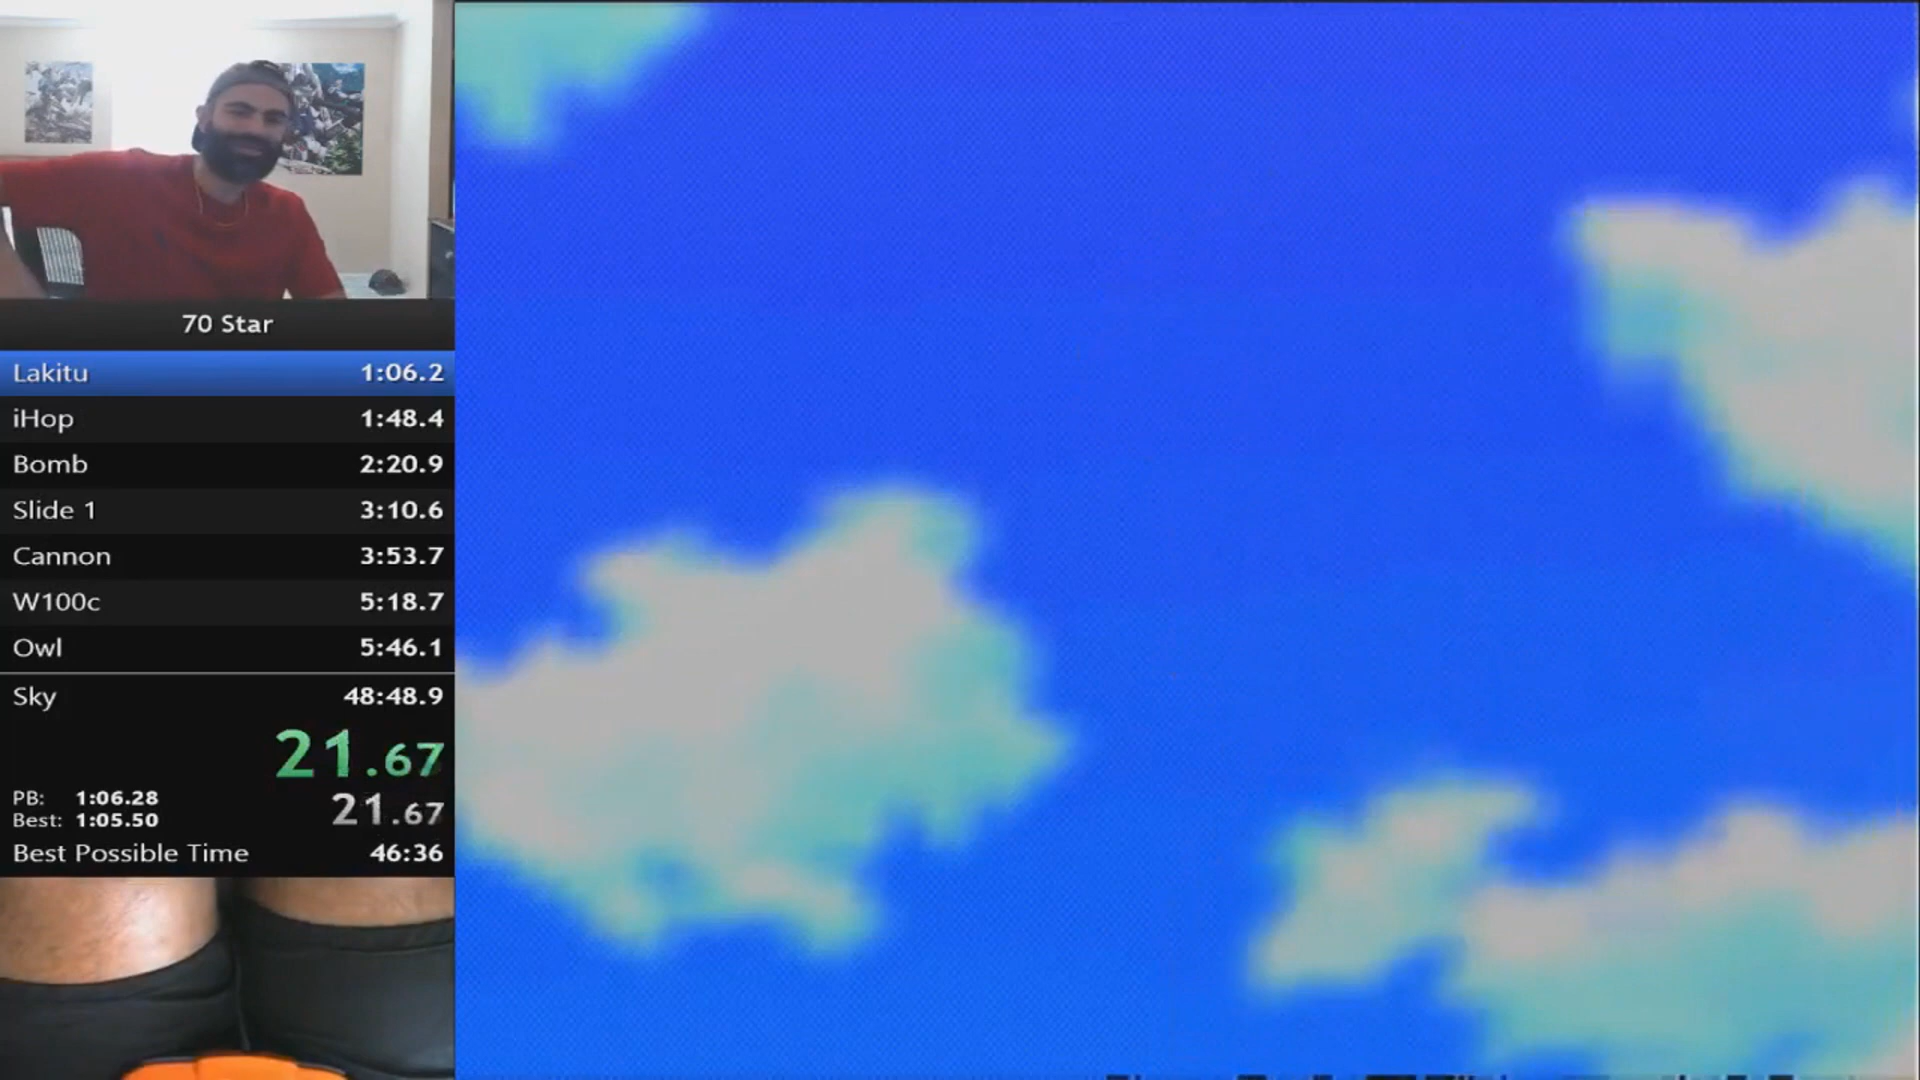 70 Star
Lakitu 1:06.2
iHop 1:48.4
Bomb 2:20.9
Slide 1 3:10.6
Cannon 3:53.7
W100c 5:18.7
Owl 5:46.1
Sky 48:48.9
21.67
PB: 1:06.28
21.67
Best: 1:05.50
Best Possible Time 46:36